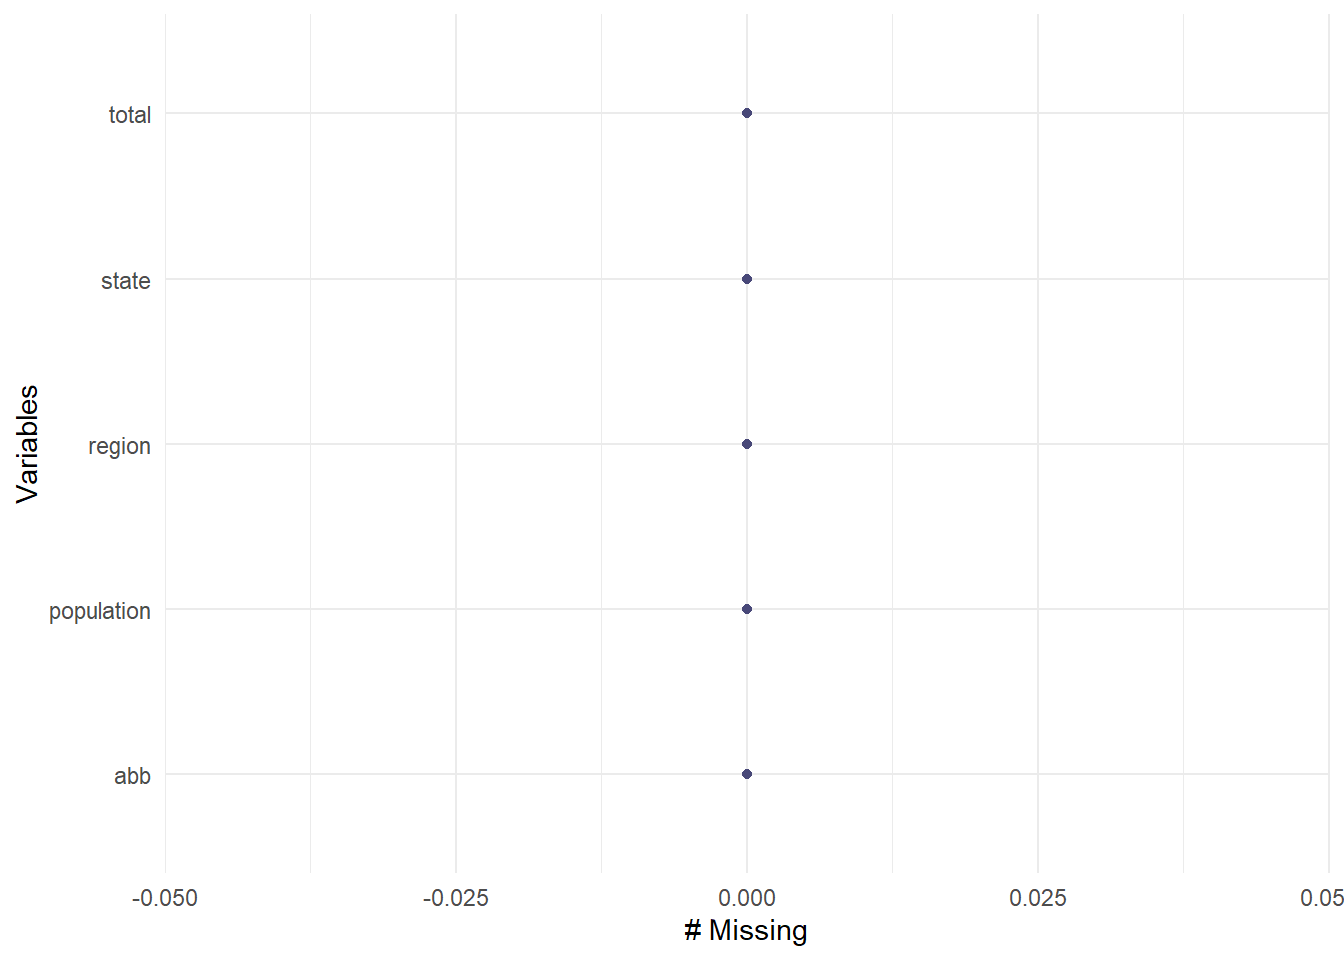 total
state
region
population
abb
Variables
-0.050 -0.025 0.000 0.025 0.05
# Missing